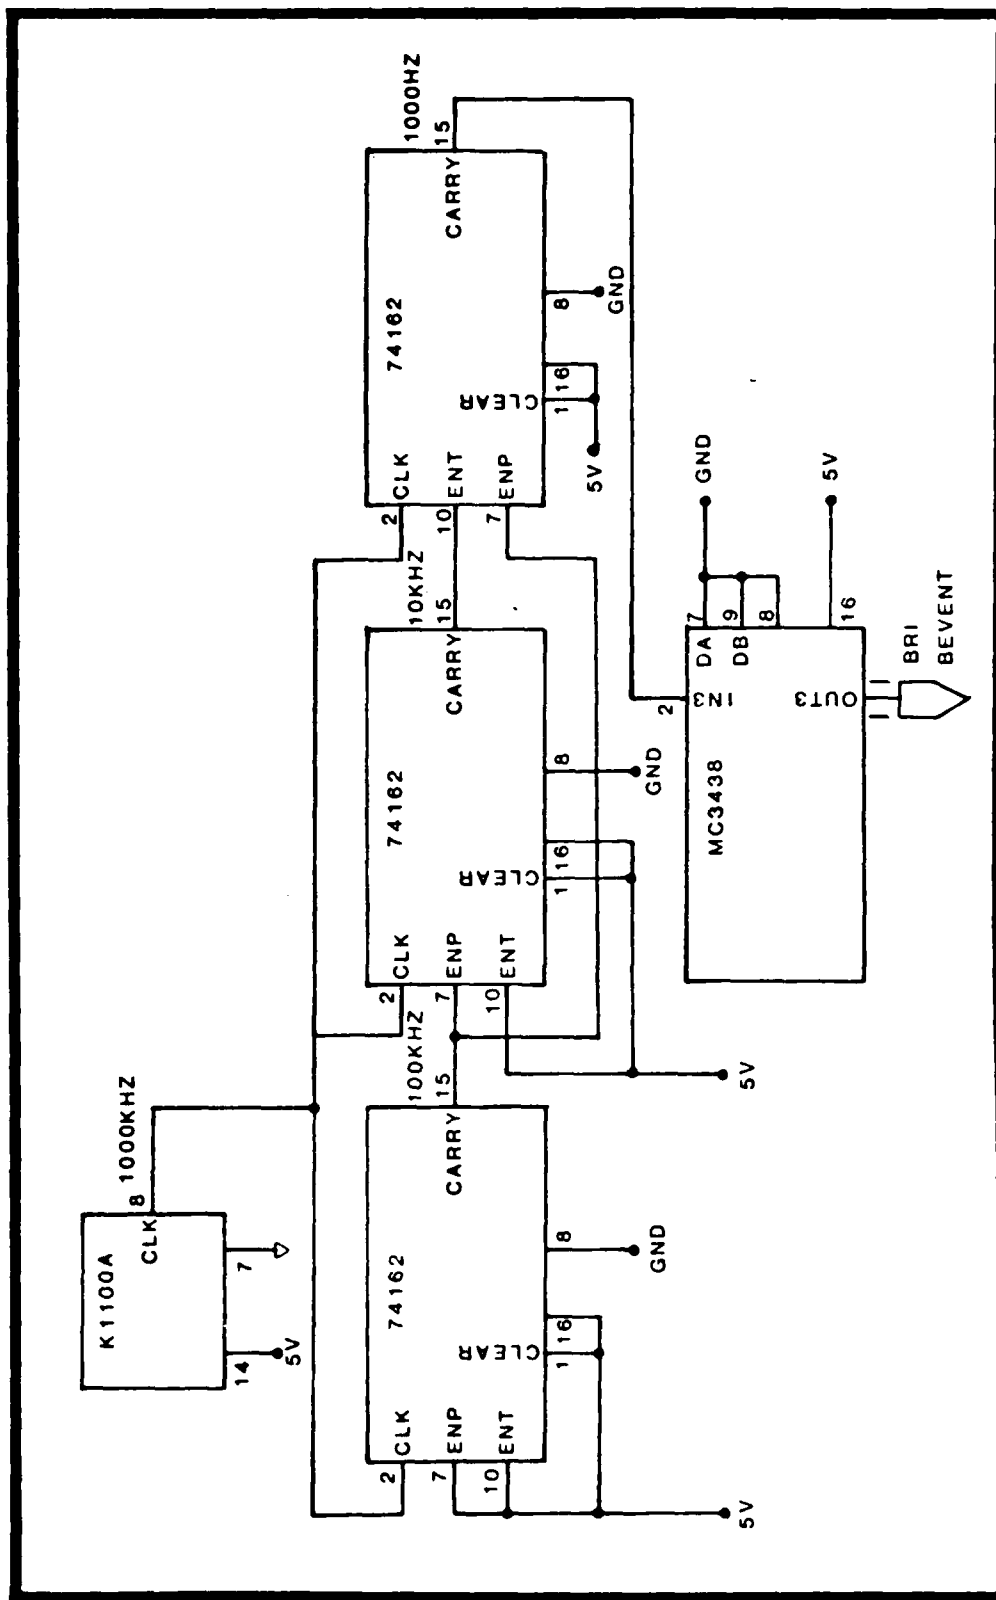 K1100A
CLK
8
1000KHZ
14
7
5V
2
CLK
7
ENP
10
ENT
74162
CARRY
15
100KHZ
CLEAR
1
16
8
GND
5V
2
CLK
7
ENP
10
ENT
74162
CARRY
15
10KHZ
CLEAR
1
16
8
GND
5V
2
CLK
10
ENT
7
ENP
74162
CARRY
15
1000HZ
CLEAR
1
16
8
GND
5V
2
IN3
MC3438
OUT3
DA
7
DB
9
8
GND
16
5V
BRI
BEVENT